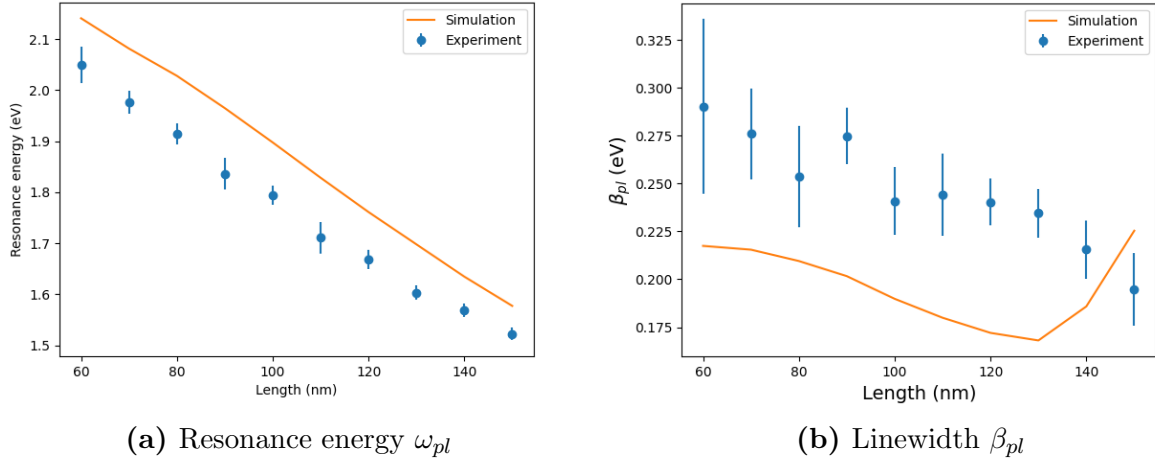 Simulation
Experiment
2.1
2.0
1.9
1.8
1.7
1.6
1.5
Resonance energy (eV)
60
80
100
120
140
Length (nm)
(a) Resonance energy ω_pl
Simulation
Experiment
0.325
0.300
0.275
0.250
0.225
0.200
0.175
β_pl (eV)
60
80
100
120
140
Length (nm)
(b) Linewidth β_pl